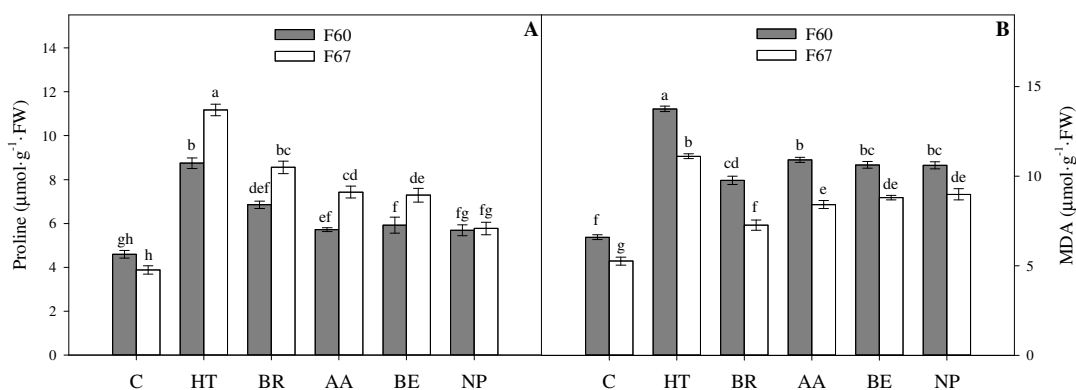 A
B
F60
F67
F60
F67
Proline (μmol·g⁻¹·FW)
14
12
10
8
6
4
2
0
gh
h
b
a
def
bc
ef
cd
f
de
fg
fg
C
HT
BR
AA
BE
NP
f
g
a
b
cd
f
b
e
bc
de
bc
de
C
HT
BR
AA
BE
NP
15
10
5
0
MDA (μmol·g⁻¹·FW)